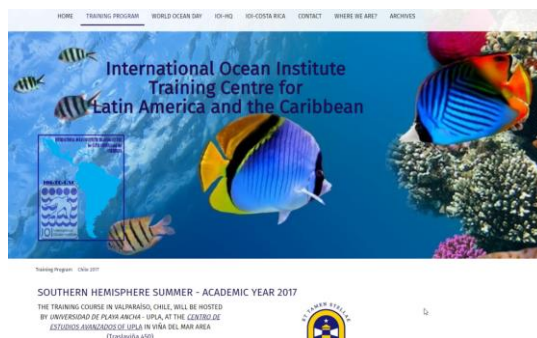 HOME TRAINING PROGRAM WORLD OCEAN DAY IOI-HQ IOI-COSTA RICA CONTACT WHERE WE ARE? ARCHIVES
International Ocean Institute
Training Centre for
Latin America and the Caribbean
Training Program Chile 2017
SOUTHERN HEMISPHERE SUMMER - ACADEMIC YEAR 2017
THE TRAINING COURSE IN VALPARAÍSO, CHILE, WILL BE HOSTED
BY UNIVERSIDAD DE PLAYA ANCHA - UPLA, AT THE CENTRO DE
ESTUDIOS AVANZADOS OF UPLA IN VIÑA DEL MAR AREA
(Traslaviña 450)